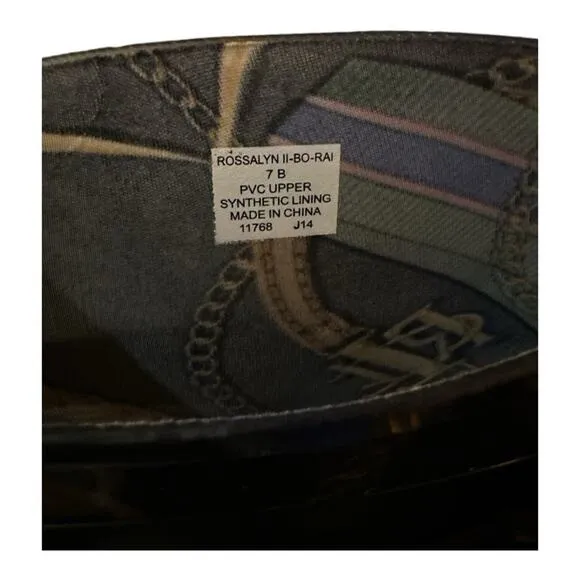 ROSSALYN II-BO-RAI
7 B
PVC UPPER
SYNTHETIC LINING
MADE IN CHINA
11768 J14